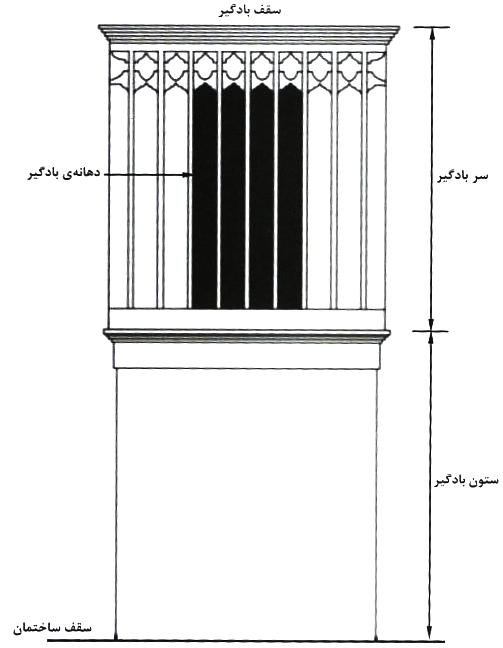 سقف بادگیر
دهانه‌ی بادگیر
سر بادگیر
ستون بادگیر
سقف ساختمان